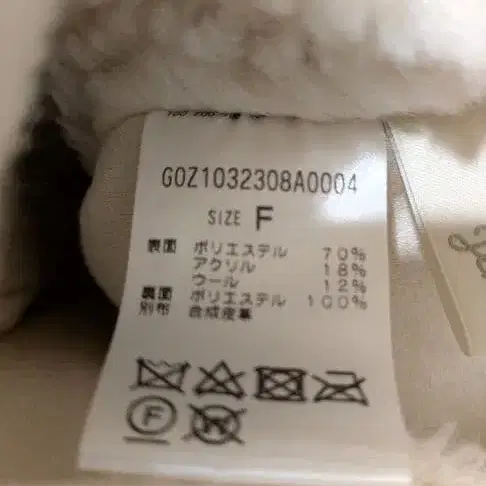 G0Z1032308A0004
SIZE F
表面 ポリエステル 70%
アクリル 18%
ウール 12%
裏面 ポリエステル 100%
別布 合成皮革
F
W